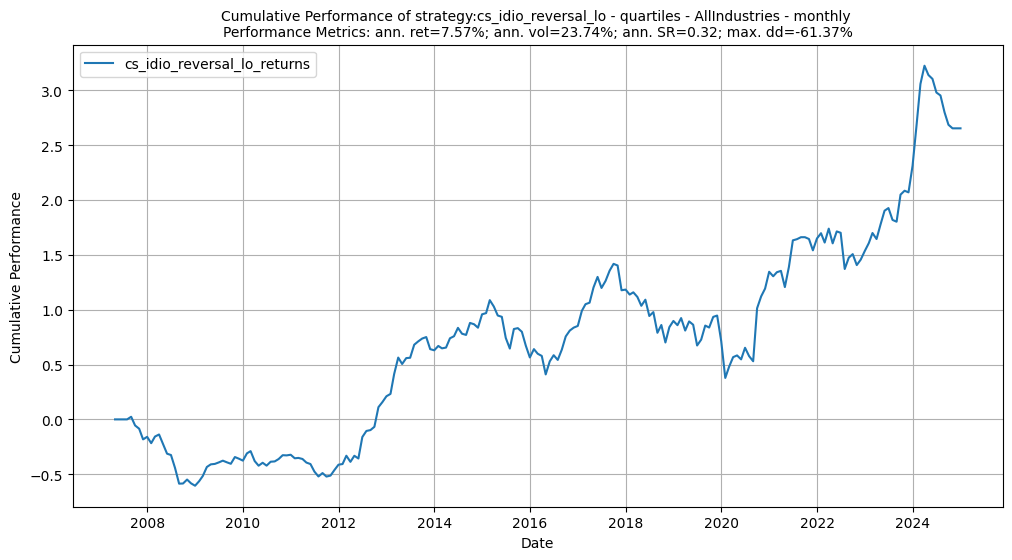 Cumulative Performance of strategy:cs_idio_reversal_lo - quartiles - AllIndustries - monthly
Performance Metrics: ann. ret=7.57%; ann. vol=23.74%; ann. SR=0.32; max. dd=-61.37%
cs_idio_reversal_lo_returns
Cumulative Performance
3.0
2.5
2.0
1.5
1.0
0.5
0.0
−0.5
2008 2010 2012 2014 2016 2018 2020 2022 2024
Date